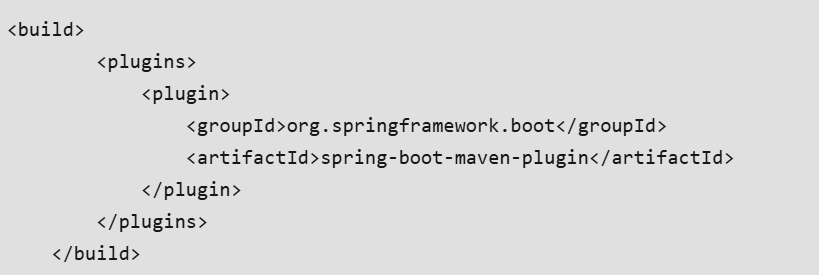 <build>
        <plugins>
            <plugin>
                <groupId>org.springframework.boot</groupId>
                <artifactId>spring-boot-maven-plugin</artifactId>
            </plugin>
        </plugins>
    </build>